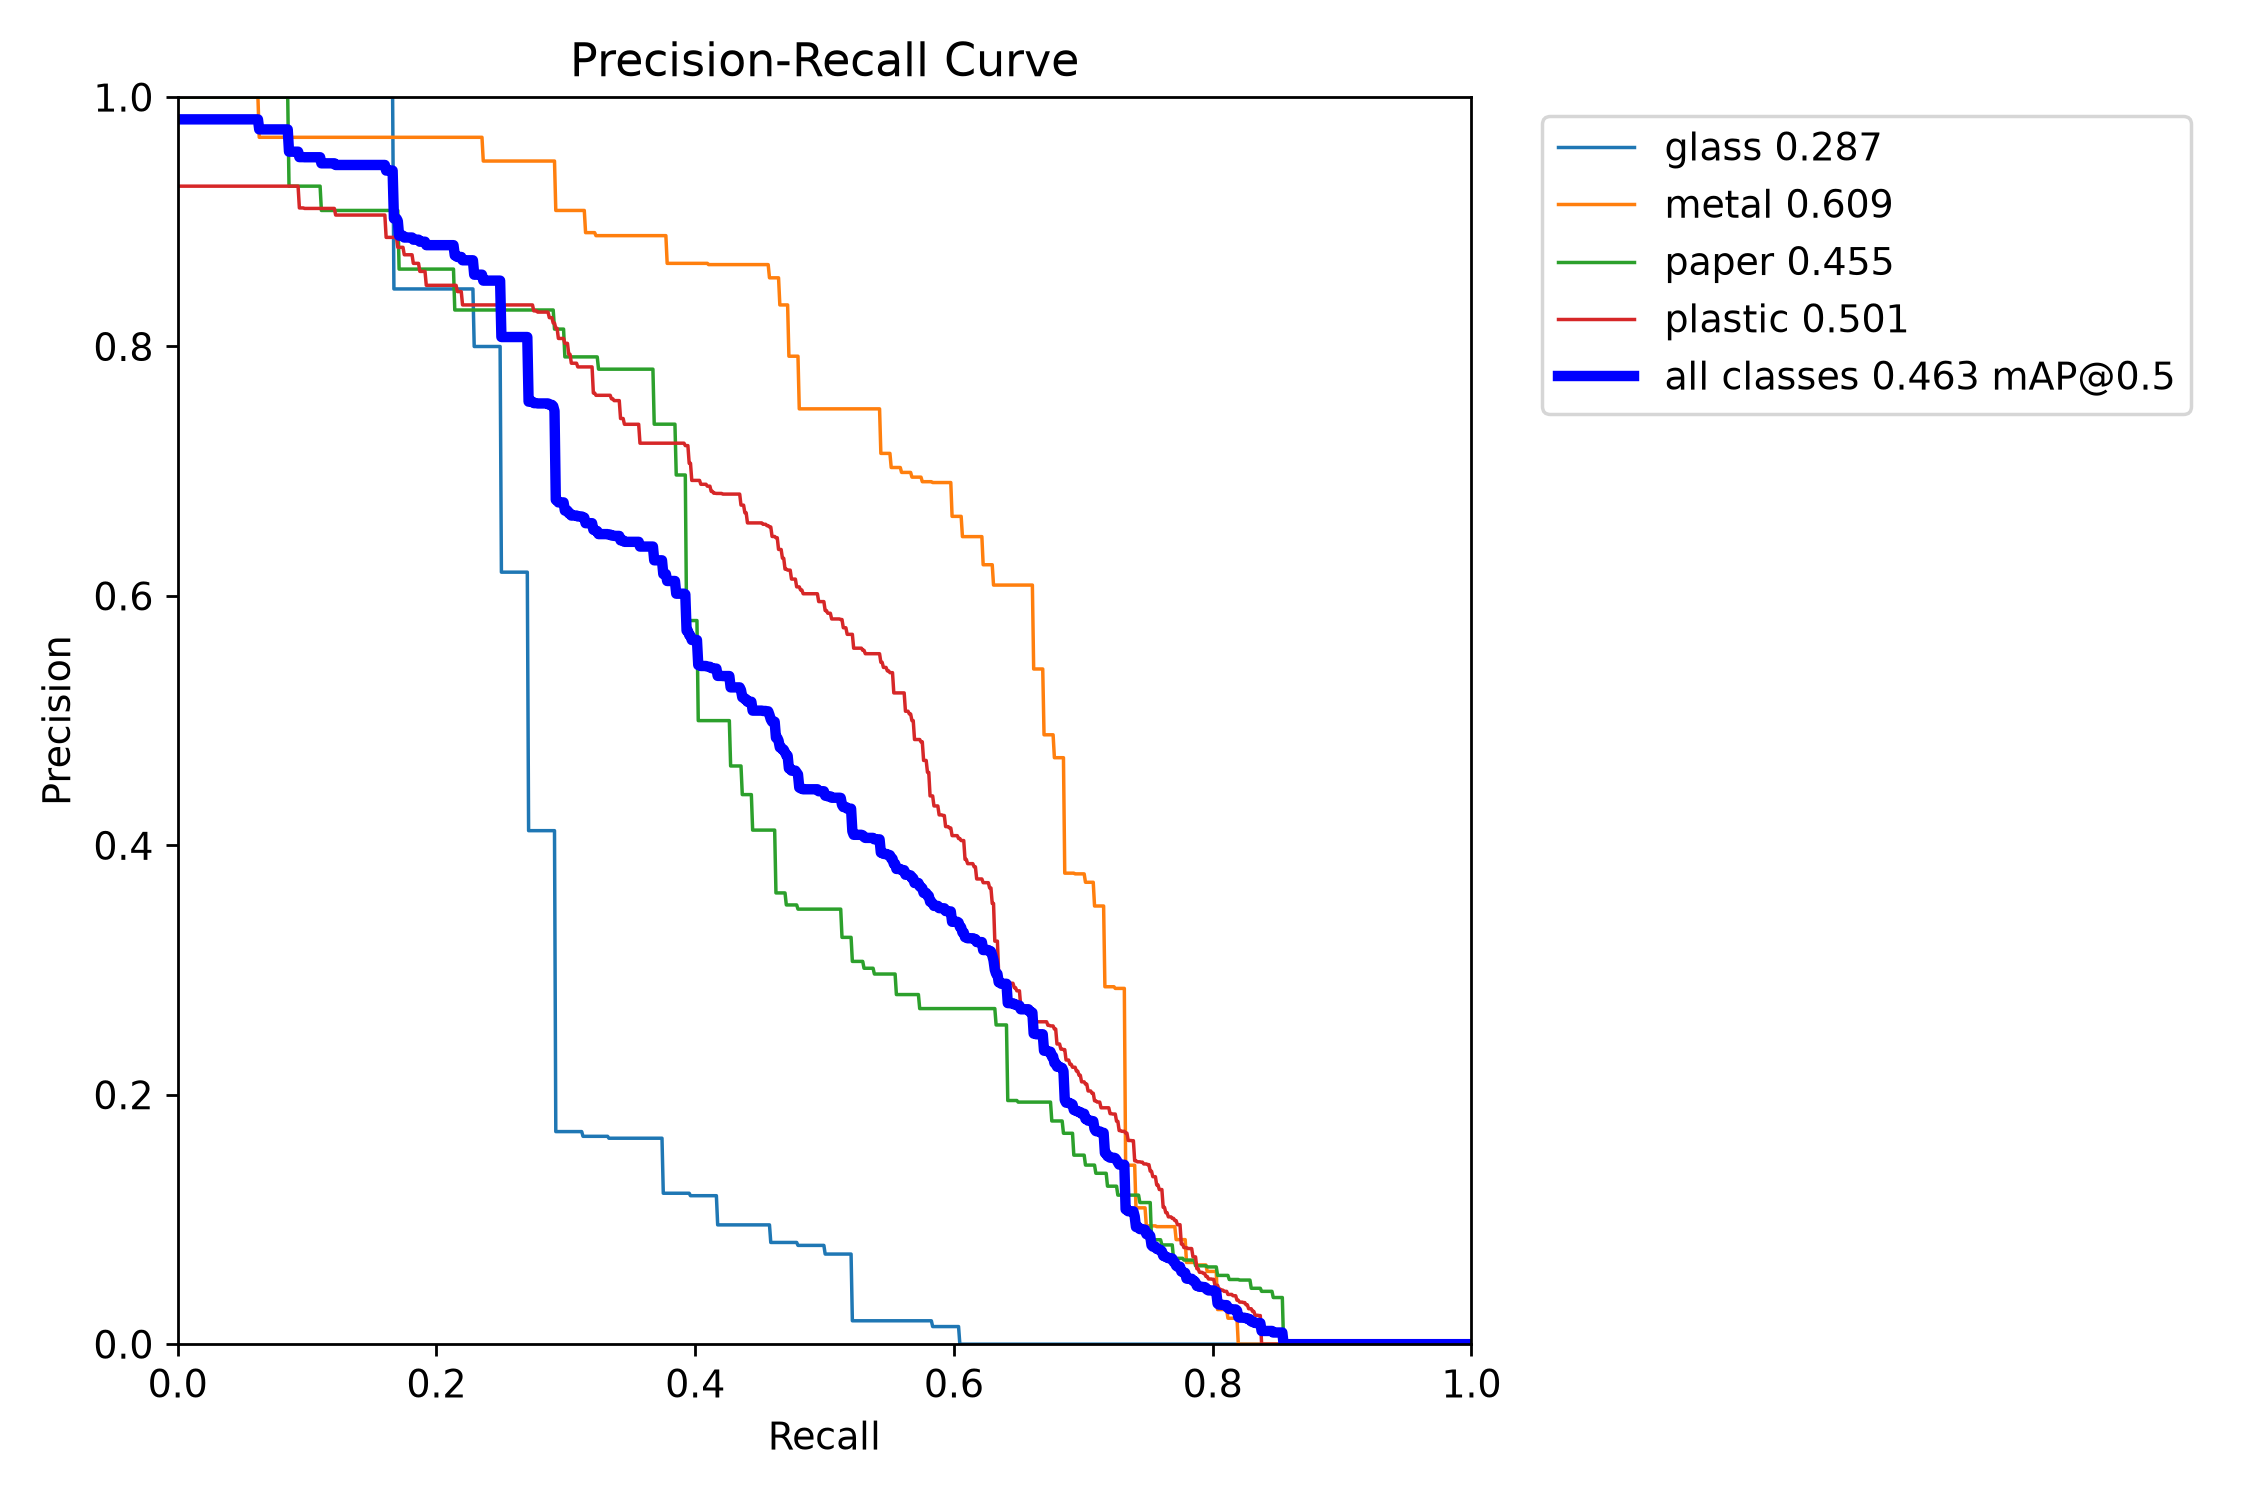 Precision-Recall Curve
1.0
0.8
0.6
0.4
0.2
0.0
Precision
0.0 0.2 0.4 0.6 0.8 1.0
Recall
glass 0.287
metal 0.609
paper 0.455
plastic 0.501
all classes 0.463 mAP@0.5